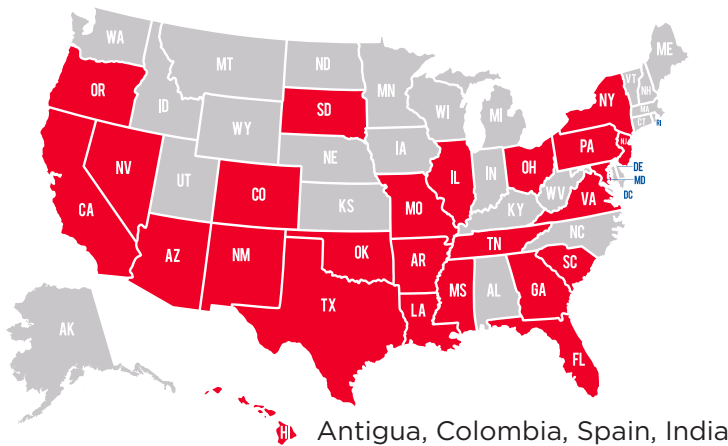 WA
ME
MT
ND
VT
NH
MN
OR
ID
SD
WI
MI
NY
MA
CT
RI
WY
IA
PA
NJ
NE
NV
UT
IL
IN
OH
DE
MD
CO
WV
DC
CA
KS
MO
KY
VA
AZ
NM
OK
AR
TN
NC
SC
TX
MS
AL
GA
LA
AK
FL
HI
Antigua, Colombia, Spain, India